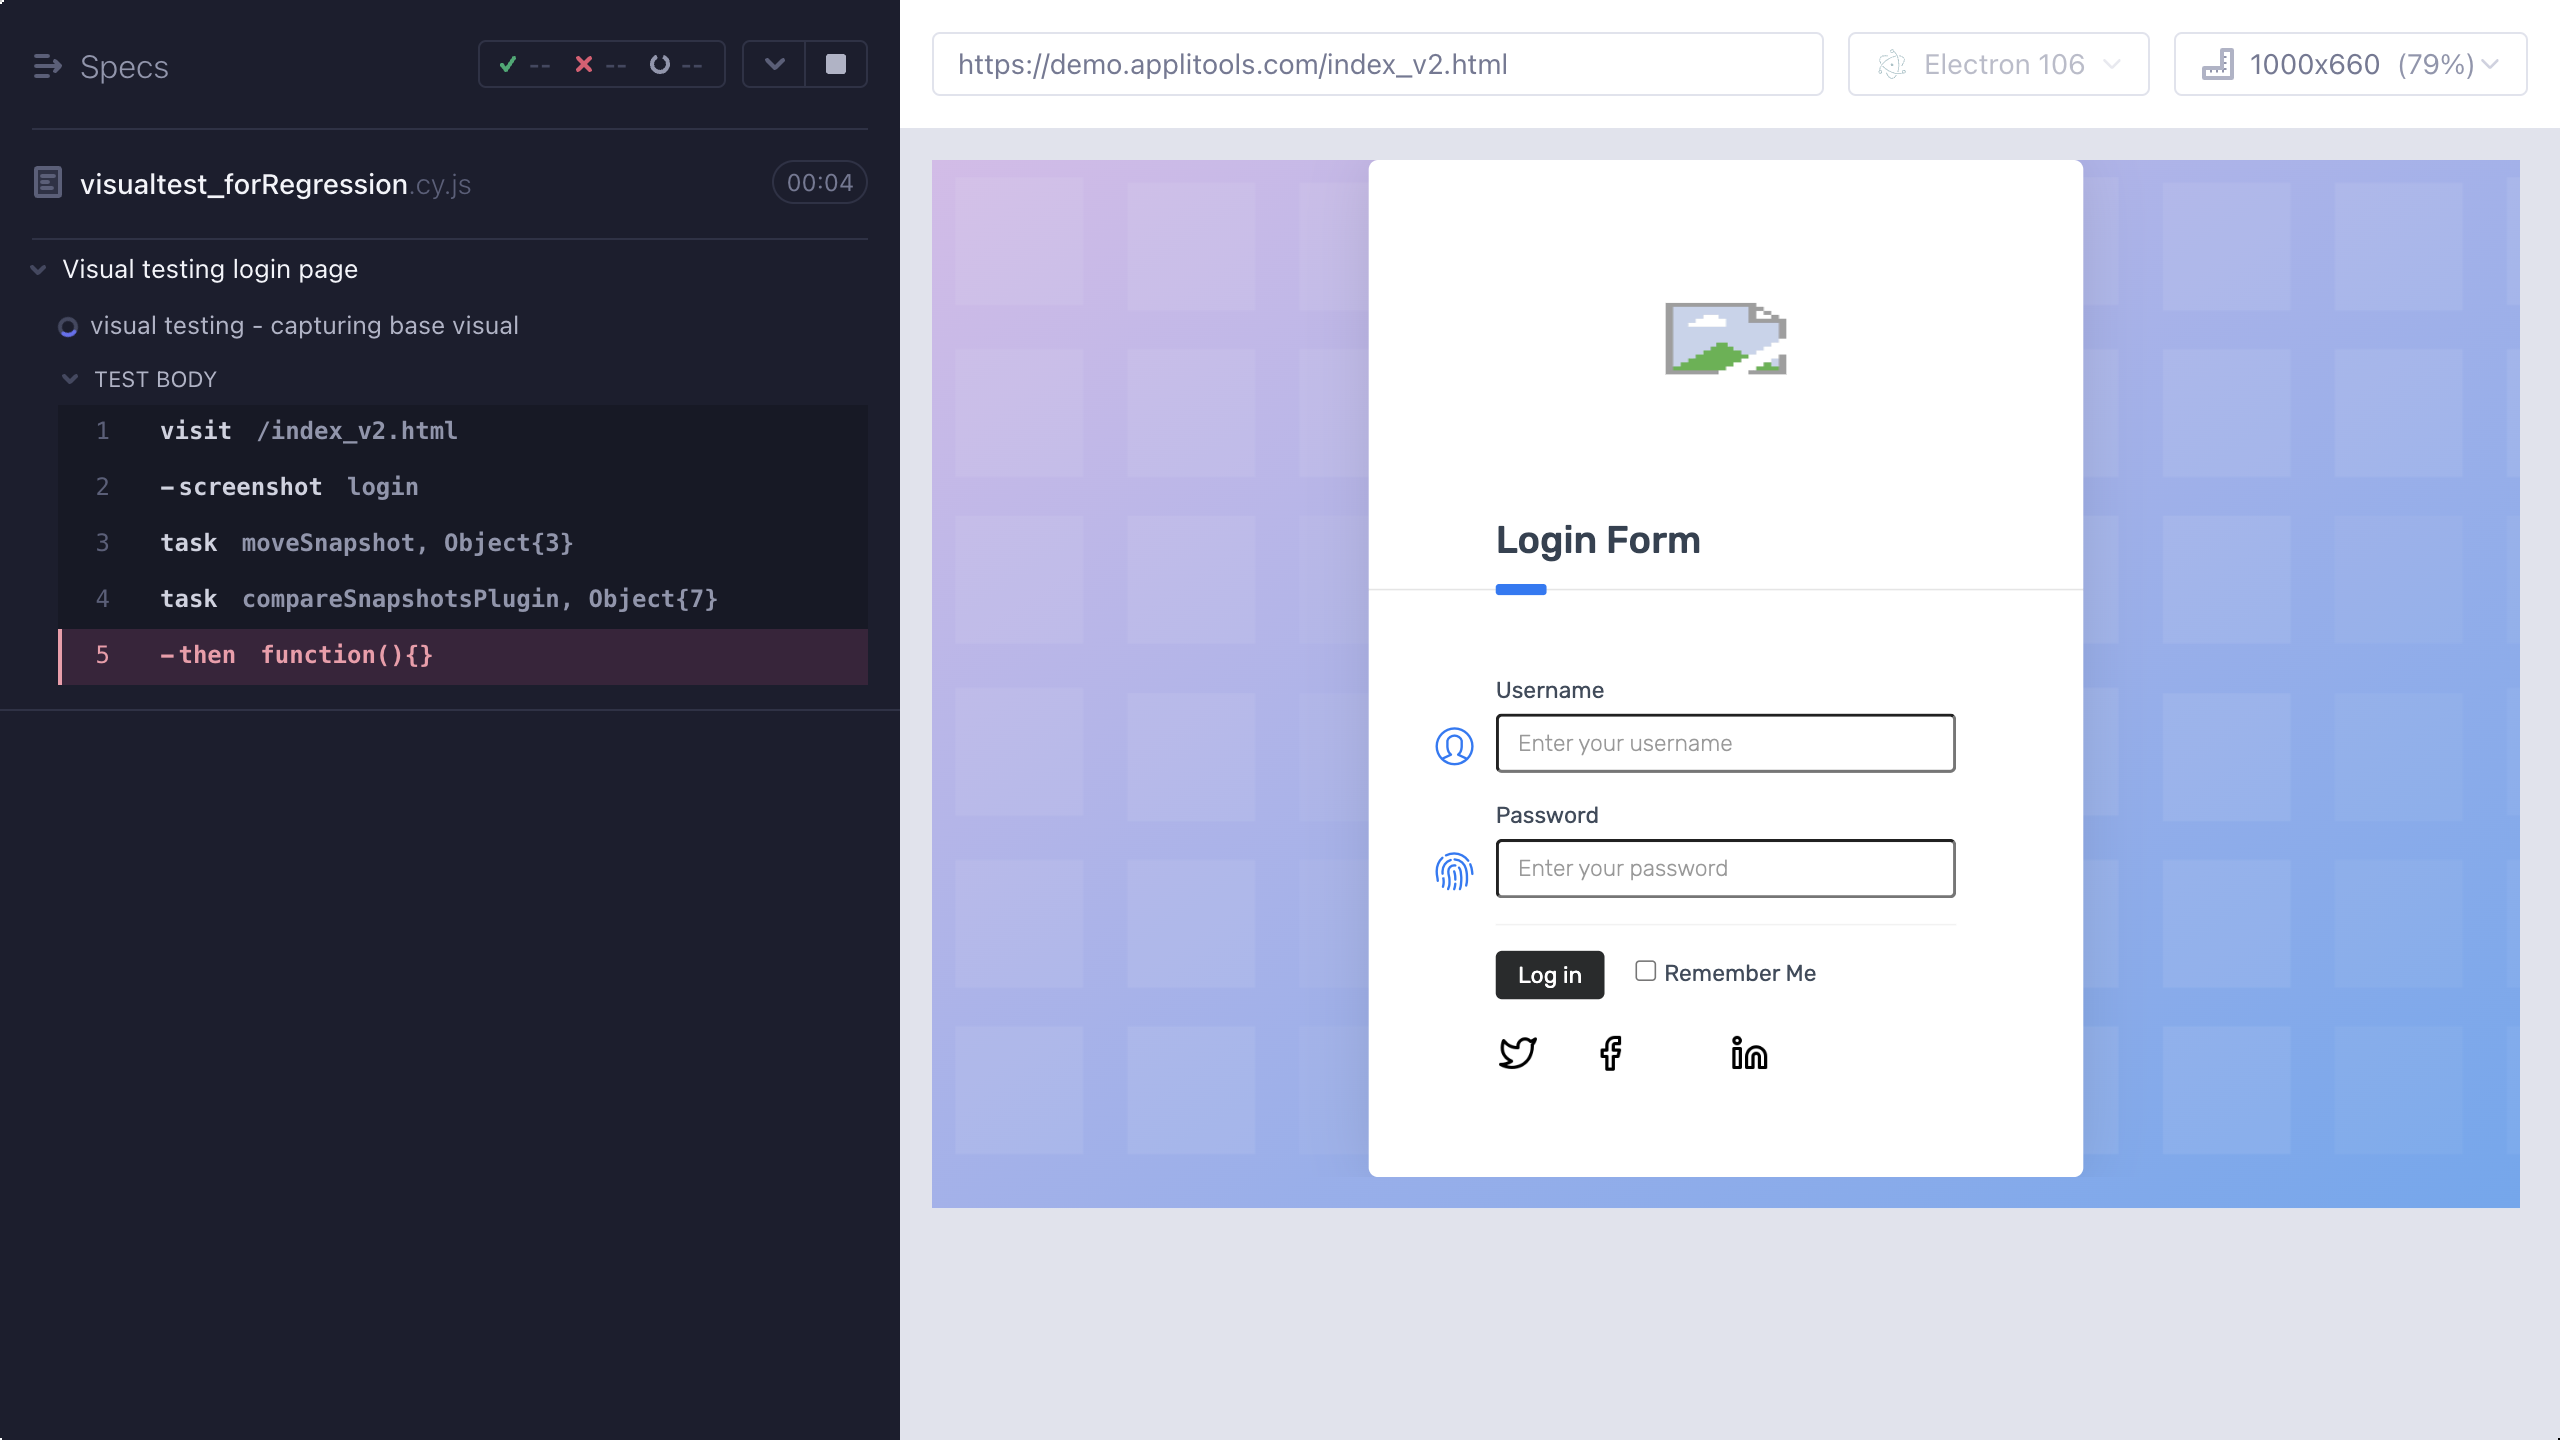 Specs
-- -- --
visualtest_forRegression.cy.js 00:04
Visual testing login page
visual testing - capturing base visual
TEST BODY
1 visit /index_v2.html
2 -screenshot login
3 task moveSnapshot, Object{3}
4 task compareSnapshotsPlugin, Object{7}
5 -then function(){}
https://demo.applitools.com/index_v2.html
Electron 106
1000x660 (79%)
Login Form
Username
Enter your username
Password
Enter your password
Log in
Remember Me